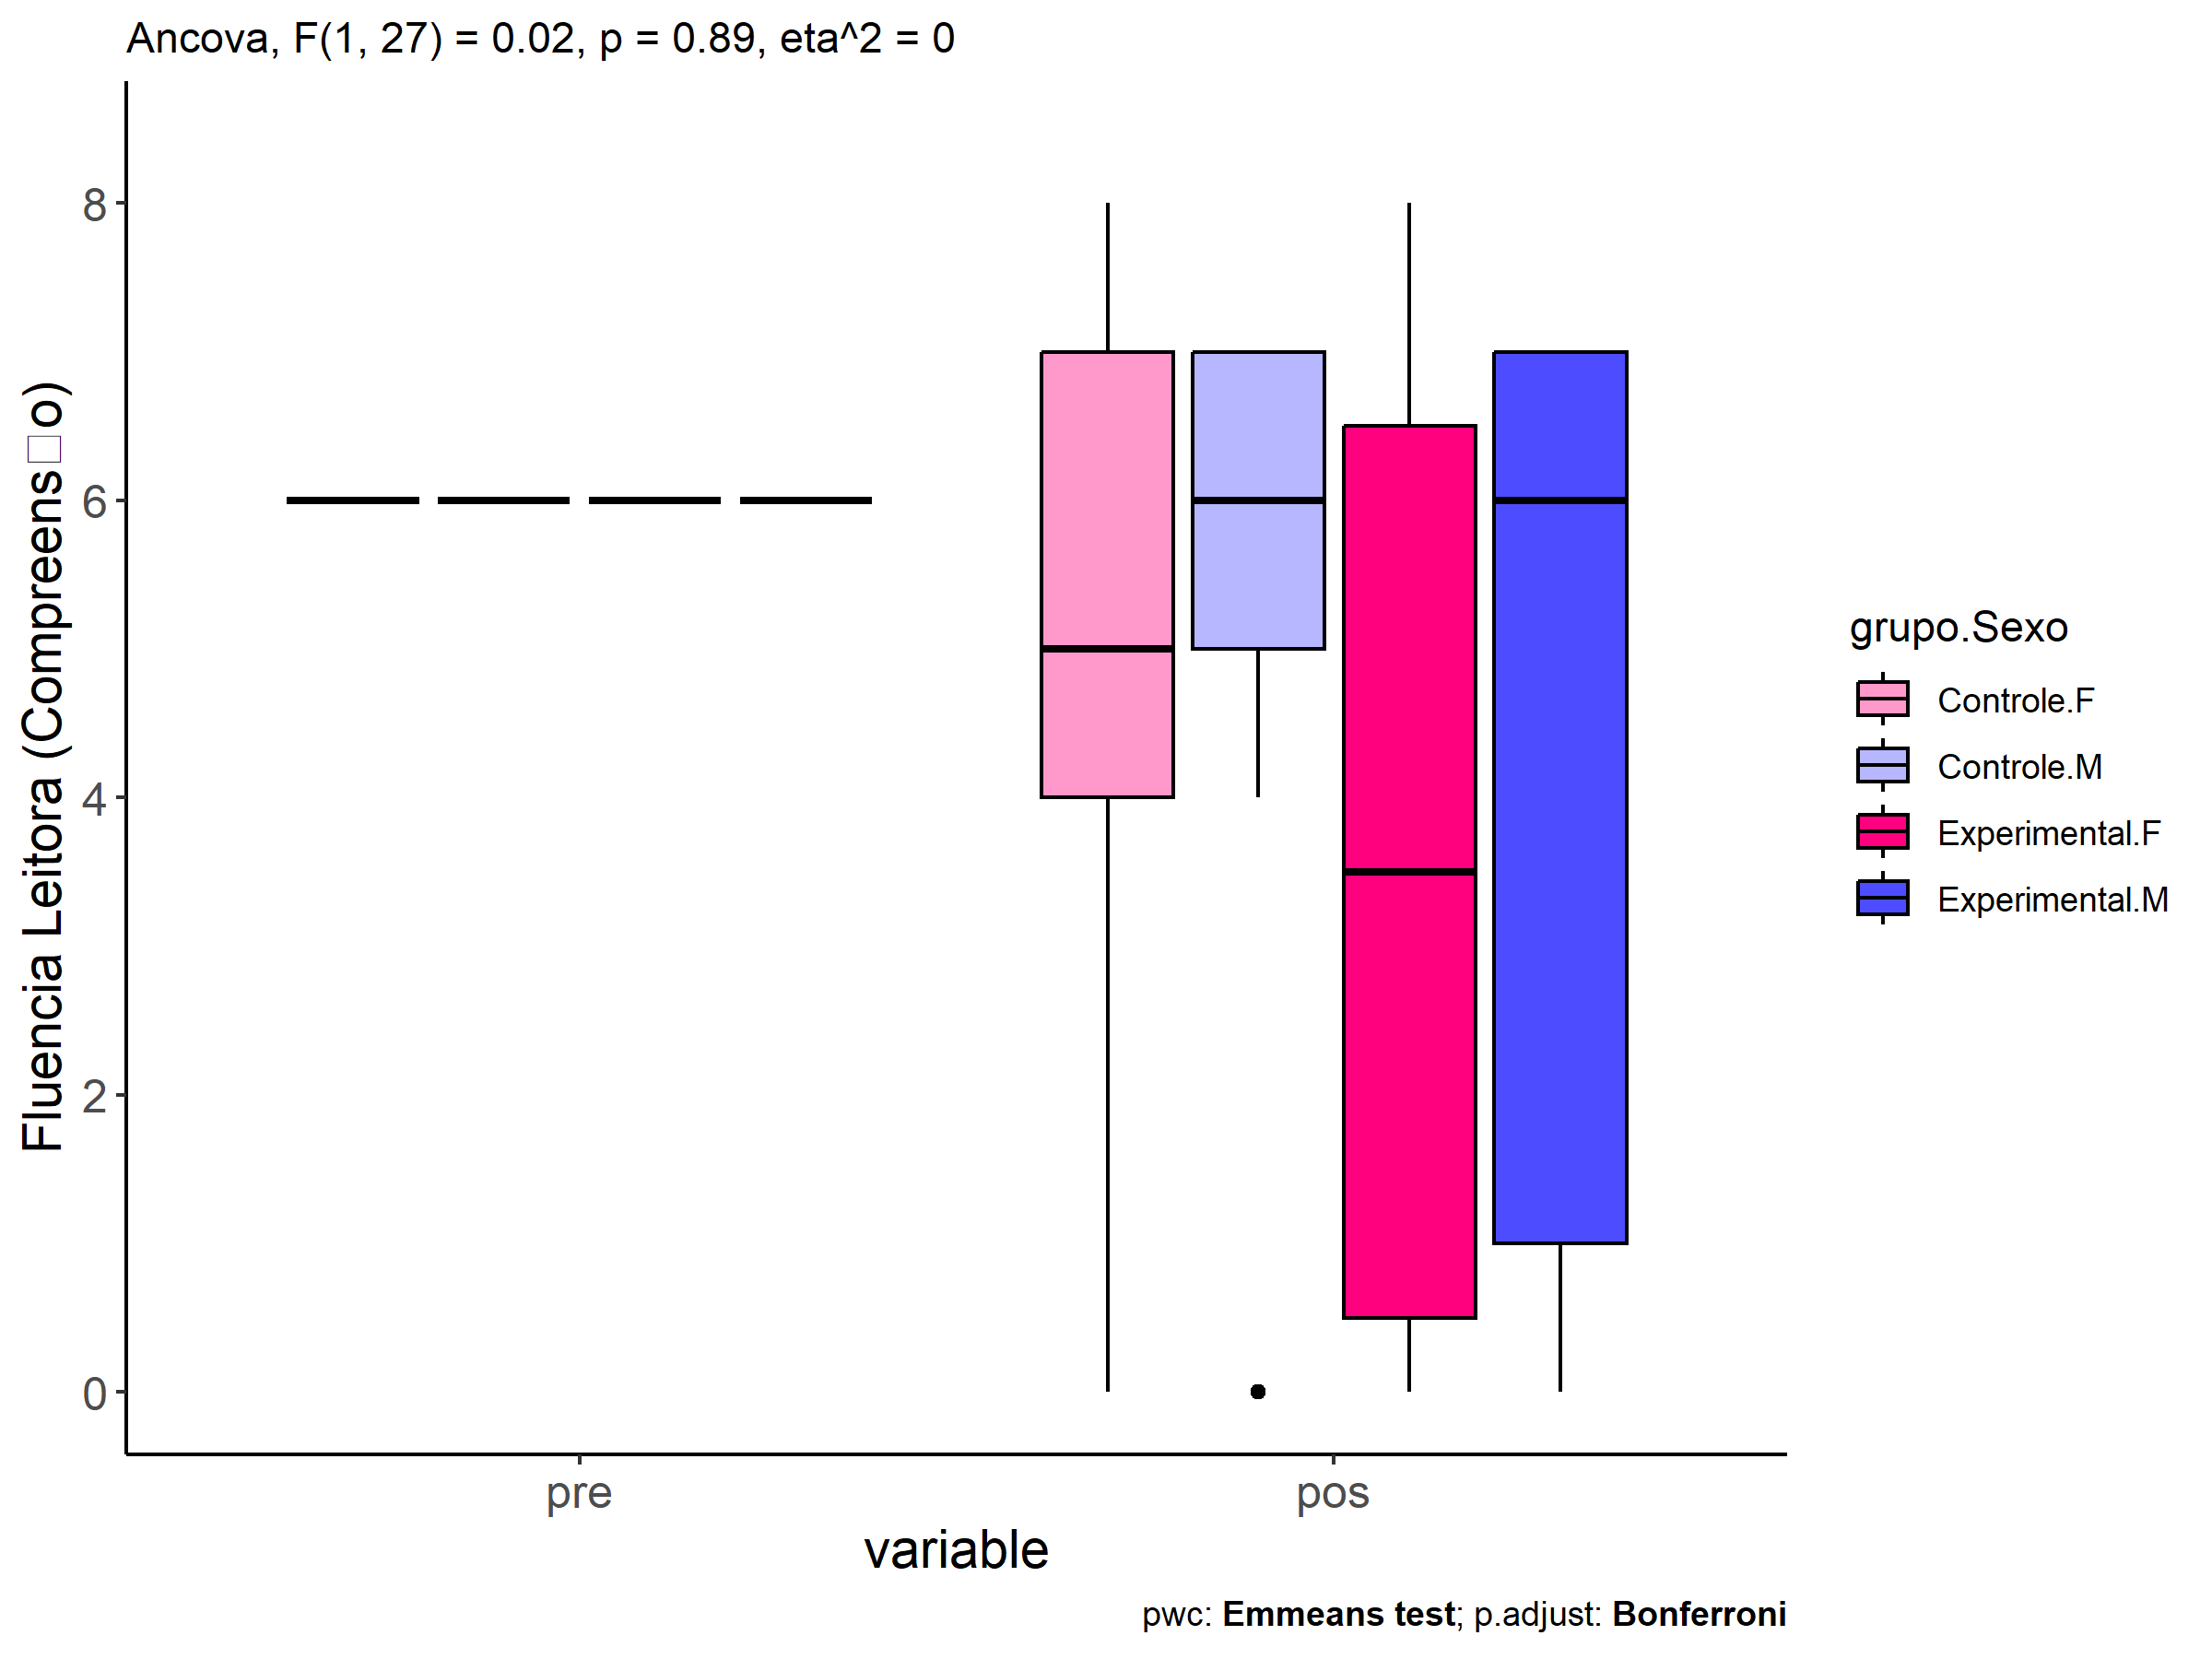 Ancova, F(1, 27) = 0.02, p = 0.89, eta^2 = 0
Fluencia Leitora (Compreens□o)
8
6
4
2
0
pre
pos
variable
grupo.Sexo
Controle.F
Controle.M
Experimental.F
Experimental.M
pwc: Emmeans test; p.adjust: Bonferroni